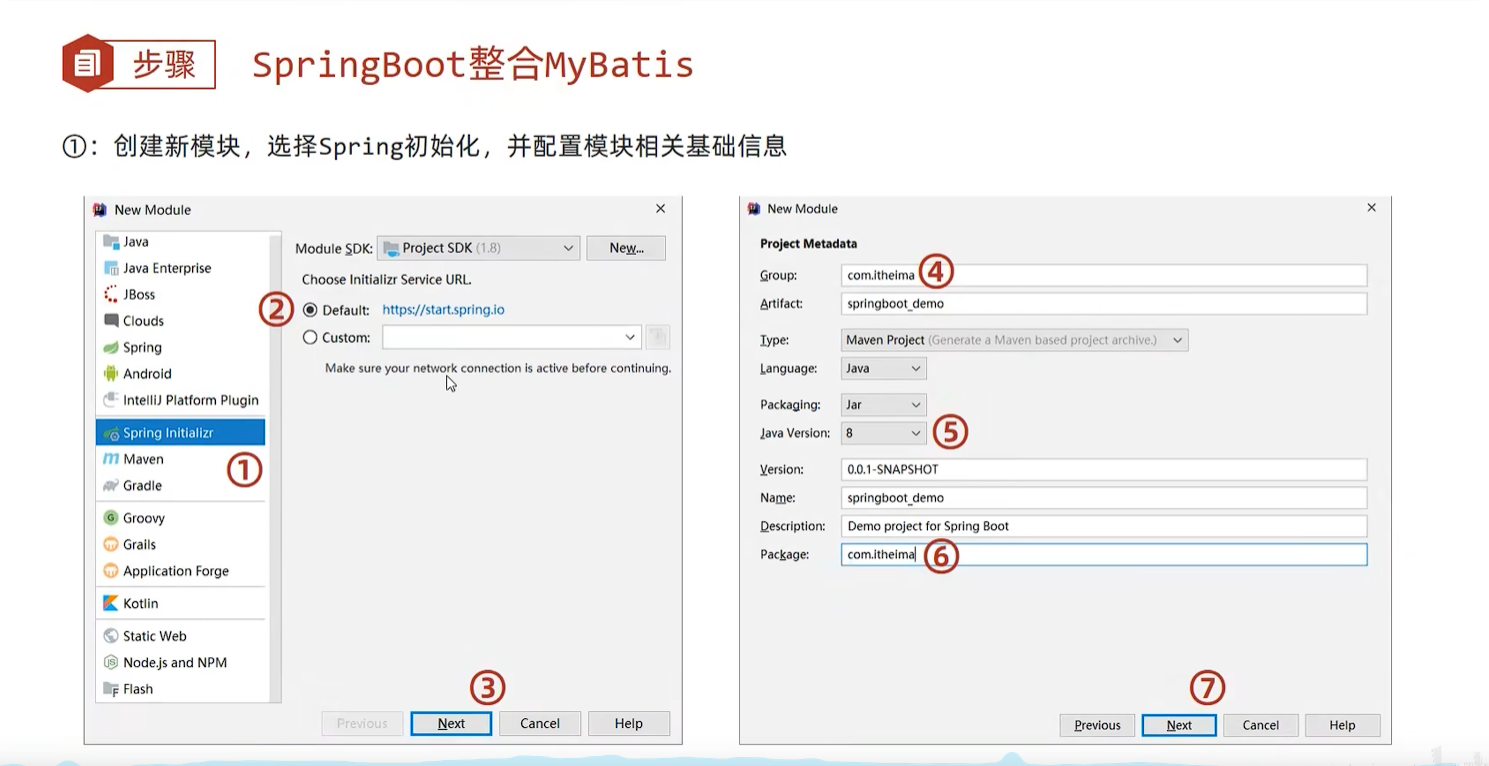 步骤
SpringBoot整合MyBatis
①：创建新模块，选择Spring初始化，并配置模块相关基础信息
New Module
Java
Java Enterprise
JBoss
Clouds
Spring
Android
IntelliJ Platform Plugin
Spring Initializr
①
Maven
Gradle
Groovy
Grails
Application Forge
Kotlin
Static Web
Node.js and NPM
Flash
Module SDK: Project SDK (1.8) New...
Choose Initializr Service URL.
② Default: https://start.spring.io
Custom:
Make sure your network connection is active before continuing.
③
Previous Next Cancel Help
New Module
Project Metadata
Group: com.itheima ④
Artifact: springboot_demo
Type: Maven Project (Generate a Maven based project archive.)
Language: Java
Packaging: Jar
Java Version: 8 ⑤
Version: 0.0.1-SNAPSHOT
Name: springboot_demo
Description: Demo project for Spring Boot
Package: com.itheima ⑥
⑦
Previous Next Cancel Help